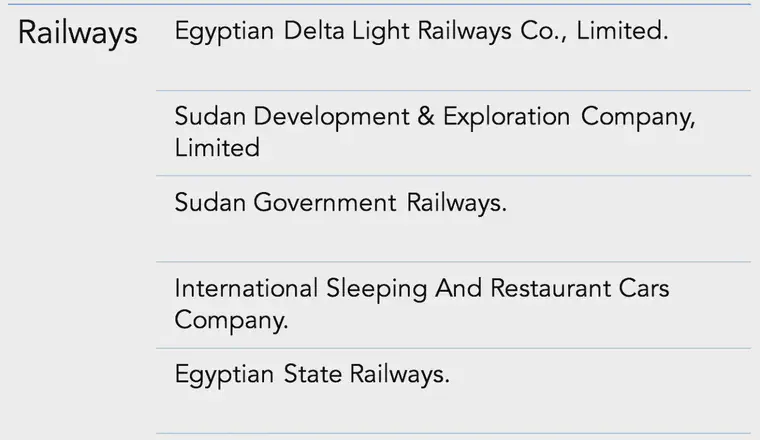 Railways
Egyptian Delta Light Railways Co., Limited.
Sudan Development & Exploration Company,
Limited
Sudan Government Railways.
International Sleeping And Restaurant Cars
Company.
Egyptian State Railways.